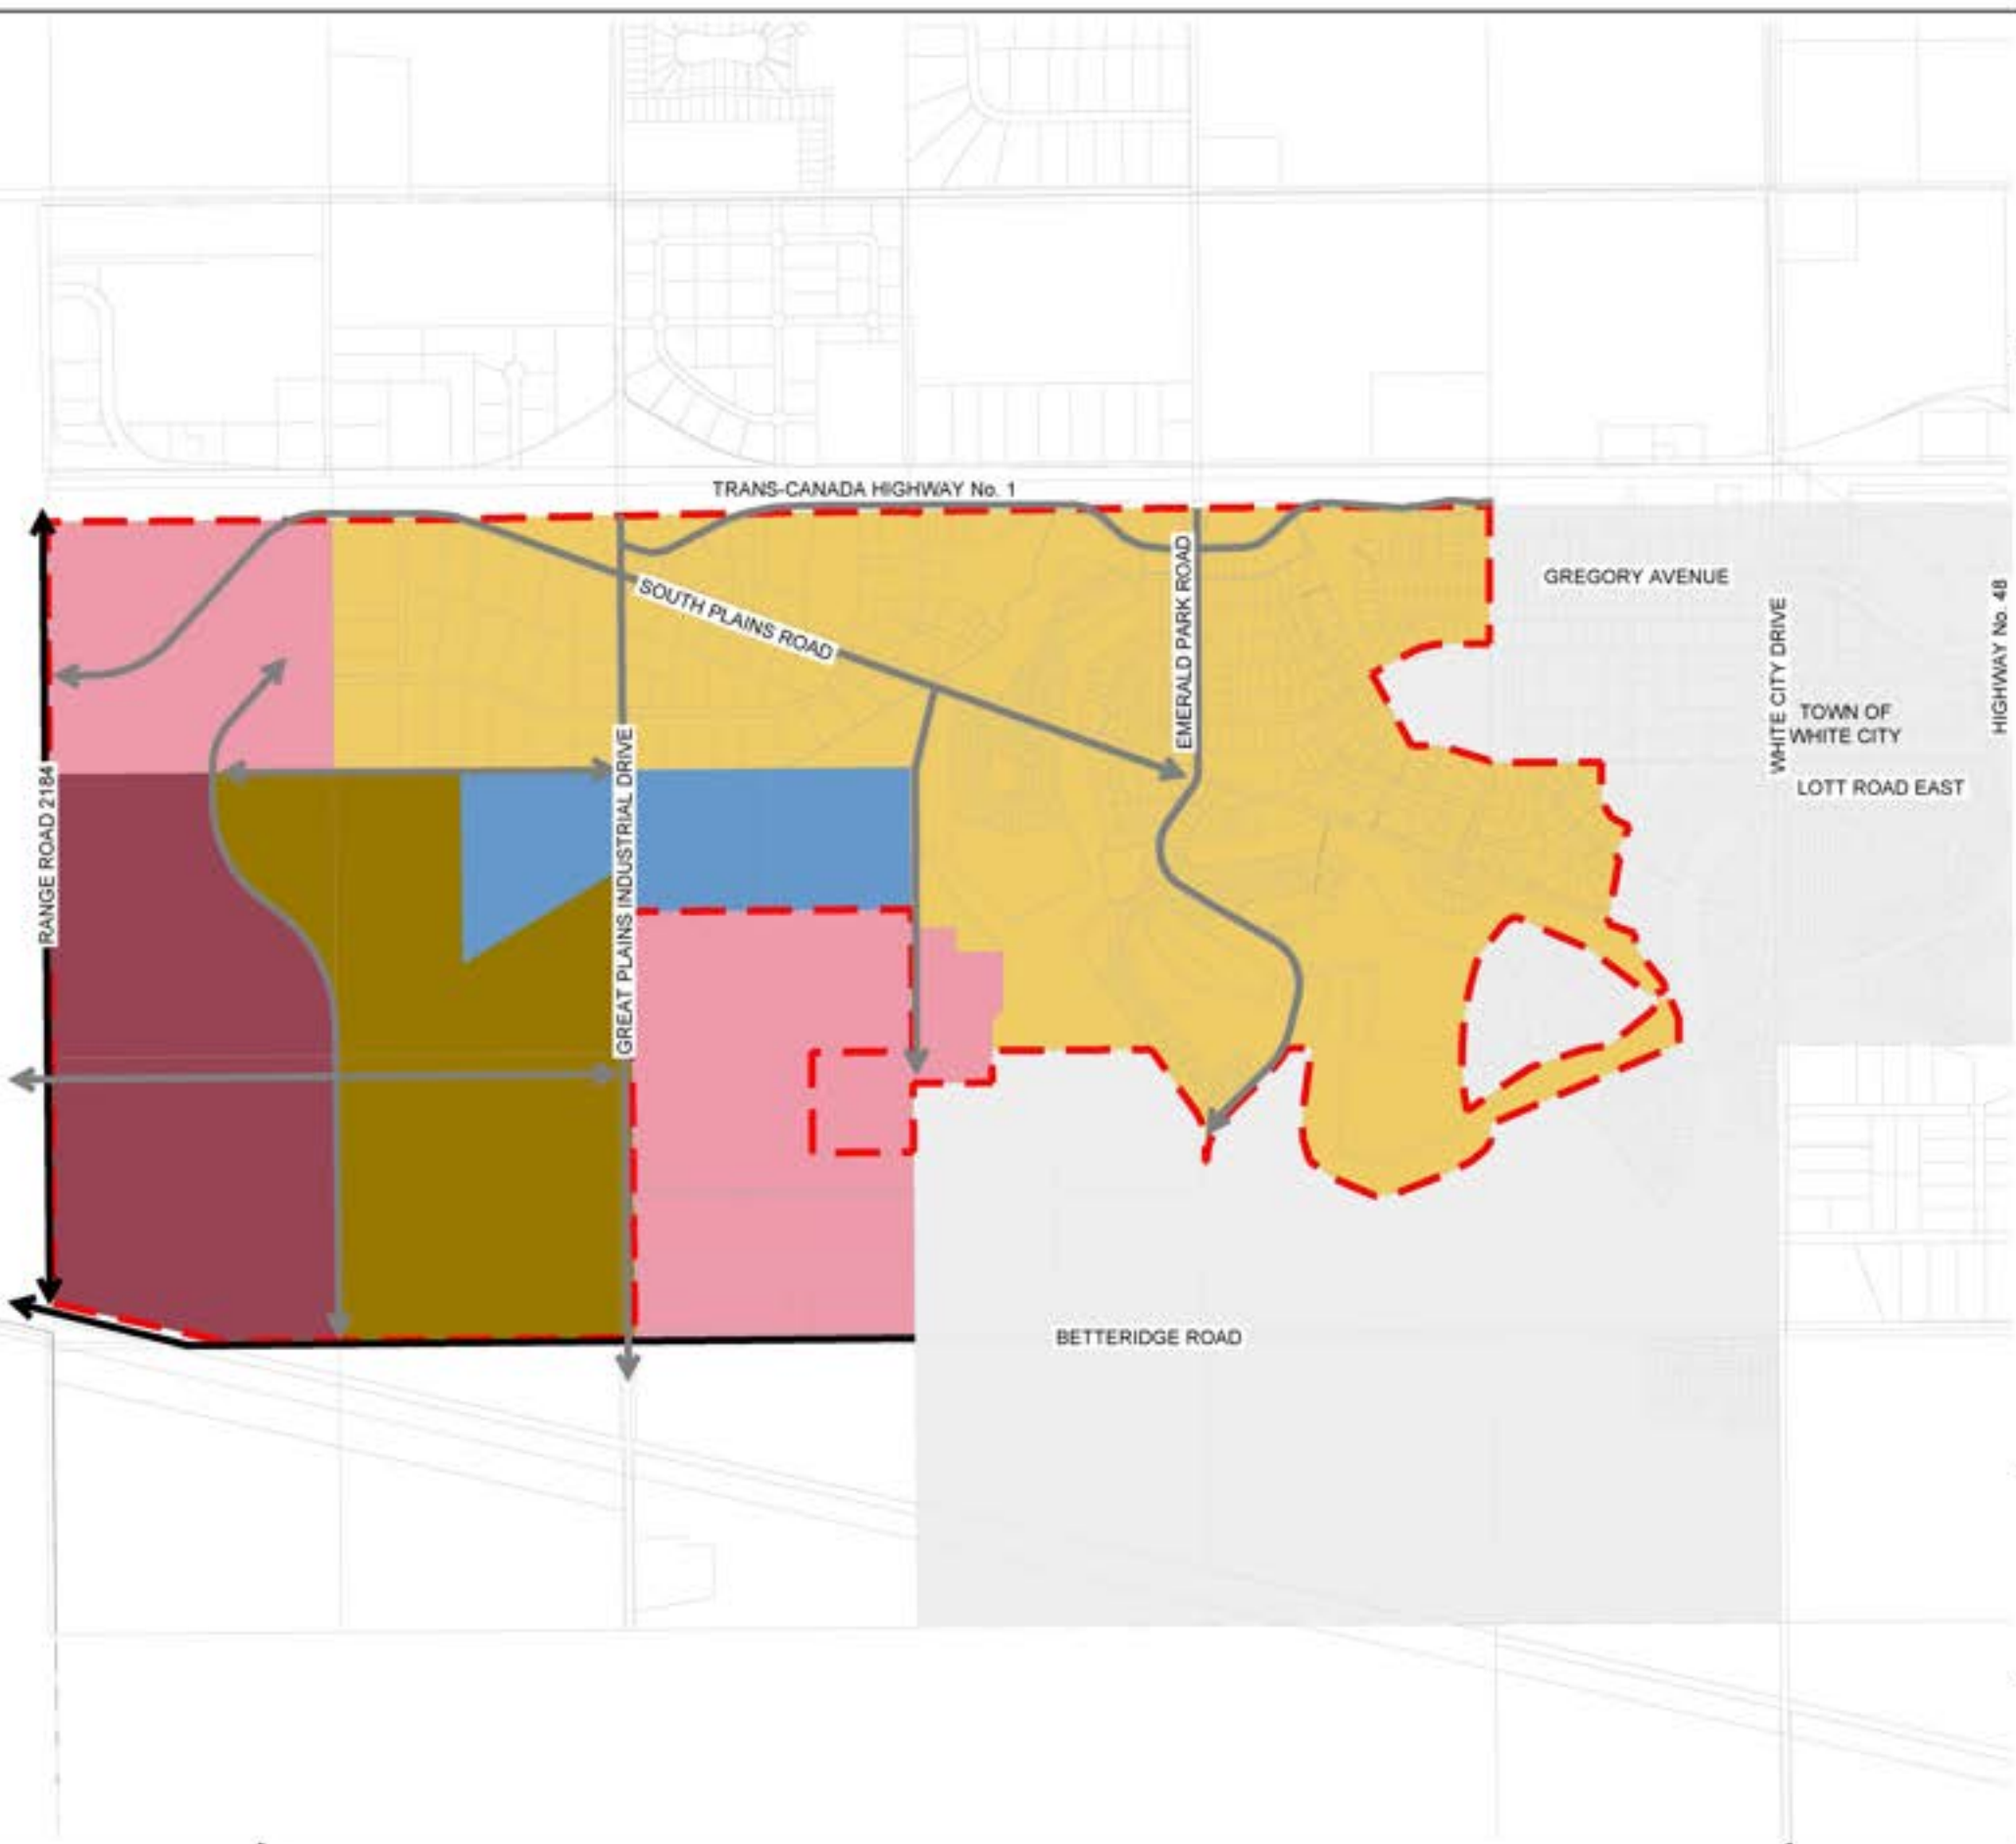 TRANS-CANADA HIGHWAY No. 1
GREGORY AVENUE
SOUTH PLAINS ROAD
EMERALD PARK ROAD
WHITE CITY DRIVE
HIGHWAY No. 48
TOWN OF
WHITE CITY
LOTT ROAD EAST
RANGE ROAD 2184
GREAT PLAINS INDUSTRIAL DRIVE
BETTERIDGE ROAD